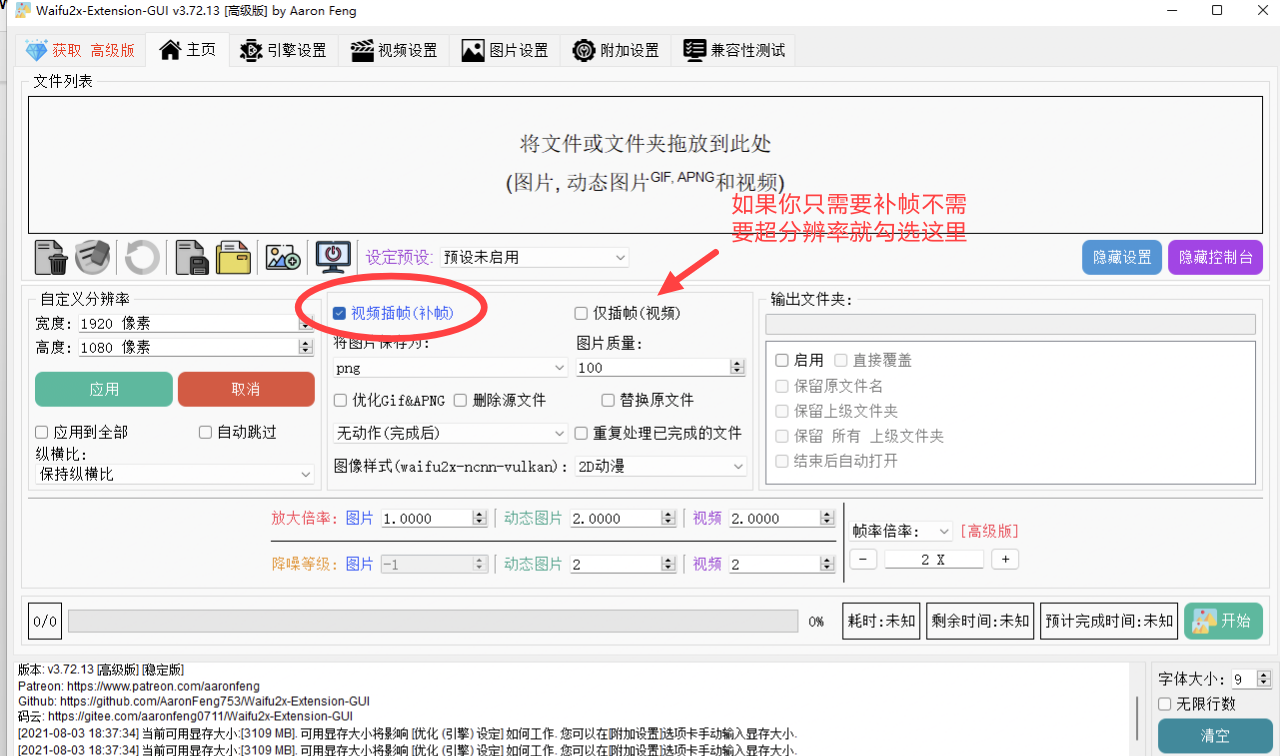 Waifu2x-Extension-GUI v3.72.13 [高级版] by Aaron Feng
获取 高级版
主页
引擎设置
视频设置
图片设置
附加设置
兼容性测试
文件列表
将文件或文件夹拖放到此处
(图片, 动态图片GIF, APNG和视频)
如果你只需要补帧不需
要超分辨率就勾选这里
设定预设:
预设未启用
隐藏设置
隐藏控制台
自定义分辨率
宽度: 1920 像素
高度: 1080 像素
应用
取消
应用到全部
自动跳过
纵横比:
保持纵横比
视频插帧(补帧)
仅插帧(视频)
将图片保存为:
图片质量:
png
100
优化Gif&APNG
删除源文件
替换原文件
无动作(完成后)
重复处理已完成的文件
图像样式(waifu2x-ncnn-vulkan):
2D动漫
输出文件夹:
启用
直接覆盖
保留原文件名
保留上级文件夹
保留 所有 上级文件夹
结束后自动打开
放大倍率: 图片 1.0000 动态图片 2.0000 视频 2.0000
降噪等级: 图片 -1 动态图片 2 视频 2
帧率倍率: [高级版]
- 2 X +
0/0
0%
耗时:未知
剩余时间:未知
预计完成时间:未知
开始
版本: v3.72.13 [高级版] [稳定版]
Patreon: https://www.patreon.com/aaronfeng
Github: https://github.com/AaronFeng753/Waifu2x-Extension-GUI
码云: https://gitee.com/aaronfeng0711/Waifu2x-Extension-GUI
[2021-08-03 18:37:34] 当前可用显存大小:[3109 MB]. 可用显存大小将影响 [优化 (引擎) 设定] 如何工作. 您可以在[附加设置]选项卡手动输入显存大小.
[2021-08-03 18:37:34] 当前可用显存大小:[3109 MB]. 可用显存大小将影响 [优化 (引擎) 设定] 如何工作. 您可以在[附加设置]选项卡手动输入显存大小.
字体大小: 9
无限行数
清空